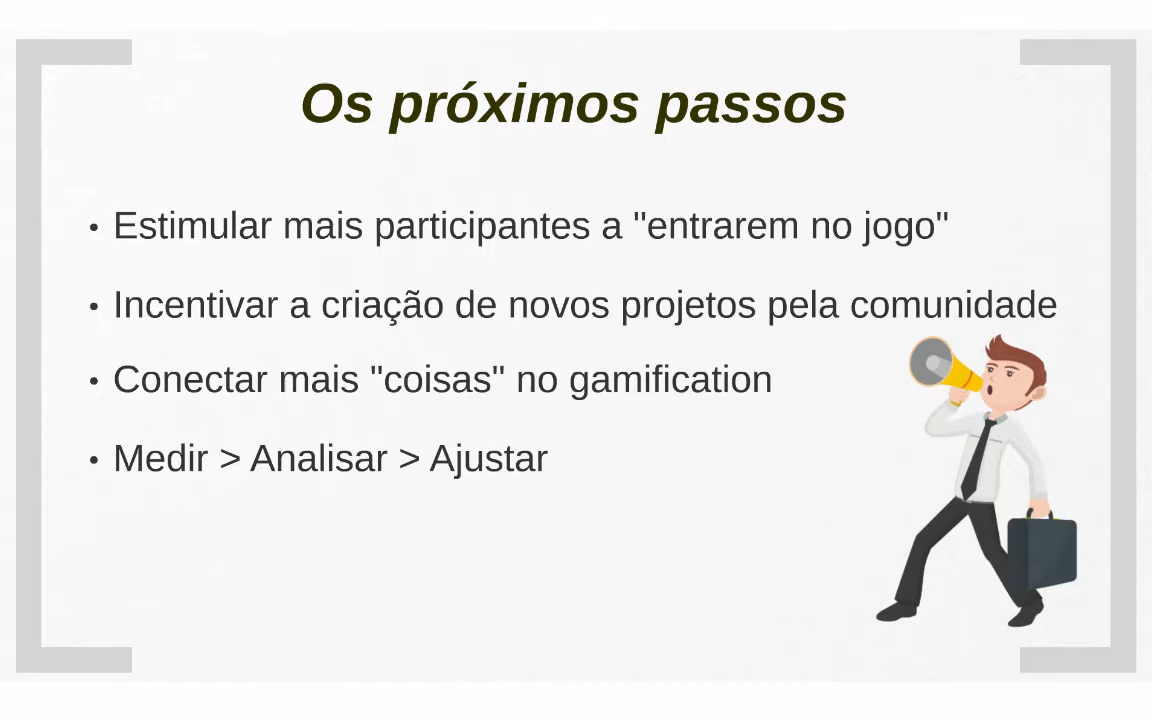 Os próximos passos
• Estimular mais participantes a "entrarem no jogo"
• Incentivar a criação de novos projetos pela comunidade
• Conectar mais "coisas" no gamification
• Medir > Analisar > Ajustar